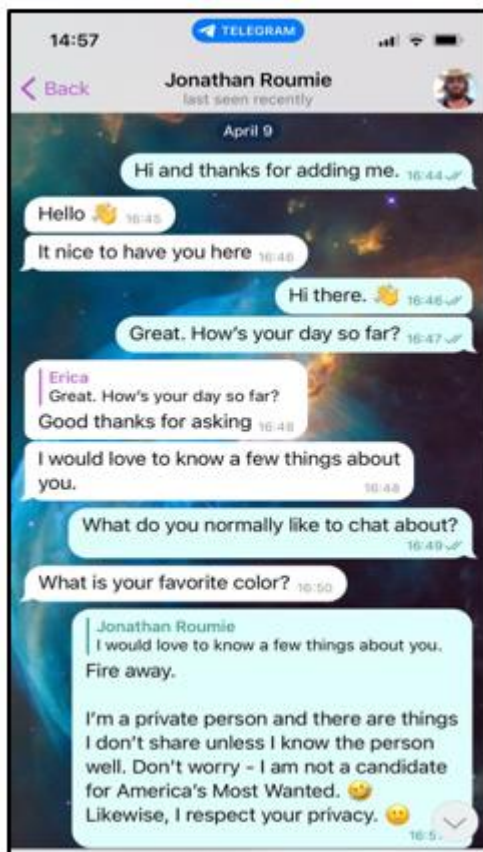 14:57
TELEGRAM
Back
Jonathan Roumie
last seen recently
April 9
Hi and thanks for adding me. 16:44
Hello 👋 16:45
It nice to have you here 16:46
Hi there. 👋 16:46
Great. How's your day so far? 16:47
Erica
Great. How's your day so far?
Good thanks for asking 16:48
I would love to know a few things about
you. 16:48
What do you normally like to chat about?
16:49
What is your favorite color? 16:50
Jonathan Roumie
I would love to know a few things about you.
Fire away.
I'm a private person and there are things
I don't share unless I know the person
well. Don't worry - I am not a candidate
for America's Most Wanted. 🤣
Likewise, I respect your privacy. 🙂